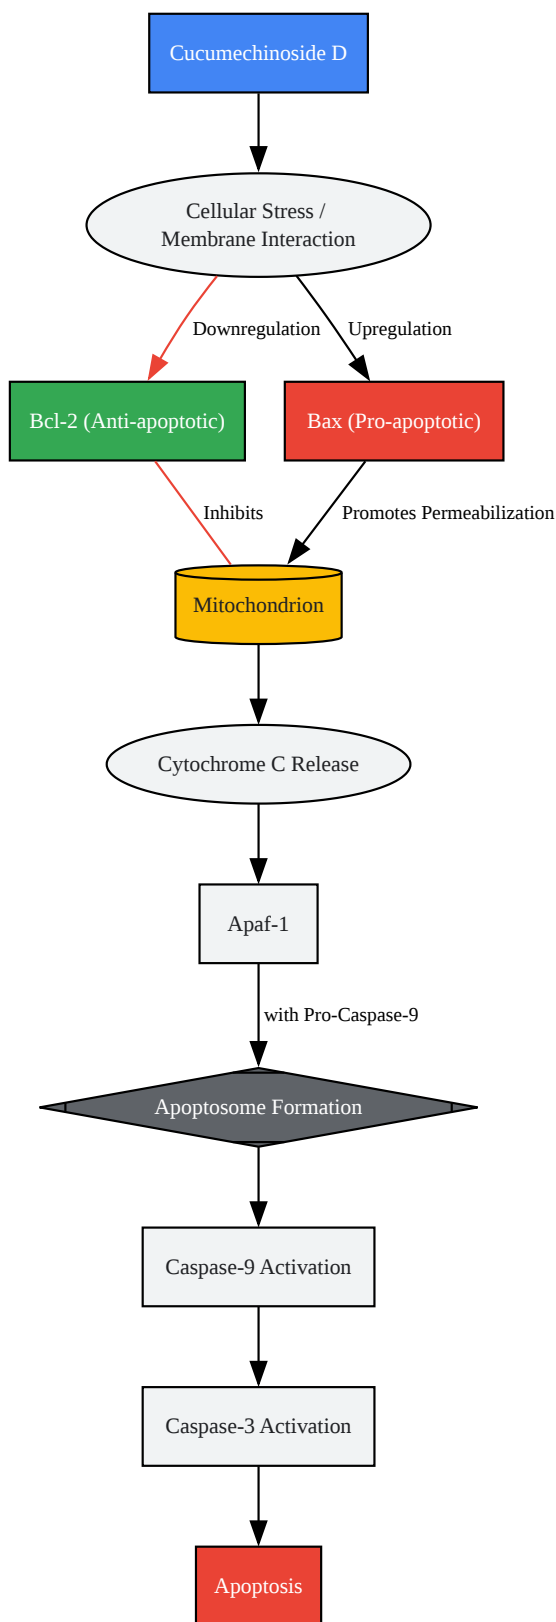 Cucumechinoside D
Cellular Stress /
Membrane Interaction
Downregulation
Upregulation
Bcl-2 (Anti-apoptotic)
Bax (Pro-apoptotic)
Inhibits
Promotes Permeabilization
Mitochondrion
Cytochrome C Release
Apaf-1
with Pro-Caspase-9
Apoptosome Formation
Caspase-9 Activation
Caspase-3 Activation
Apoptosis